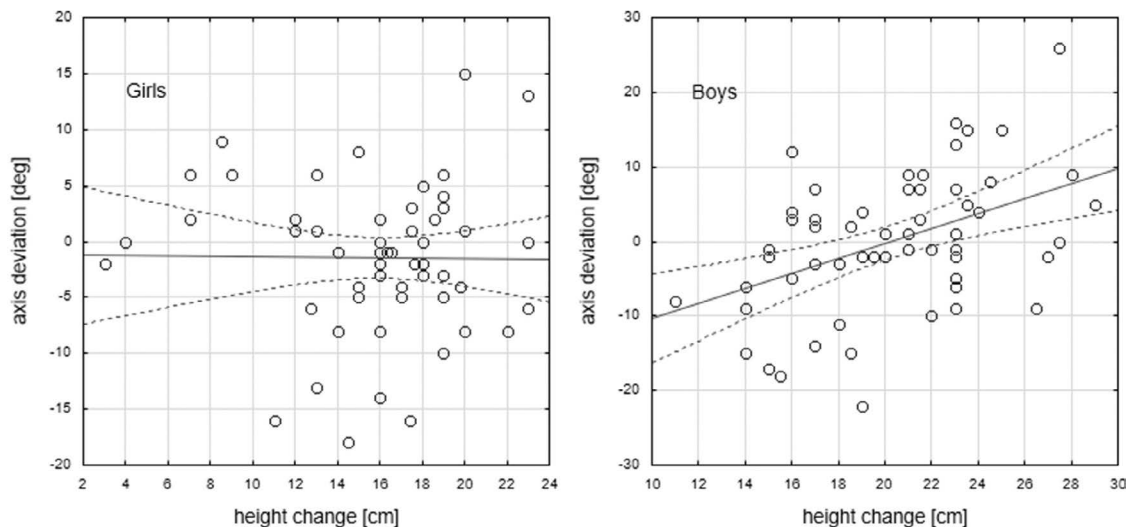 20
15
10
5
0
-5
-10
-15
-20
Girls
axis deviation [deg]
2 4 6 8 10 12 14 16 18 20 22 24
height change [cm]
30
20
10
0
-10
-20
-30
Boys
axis deviation [deg]
10 12 14 16 18 20 22 24 26 28 30
height change [cm]